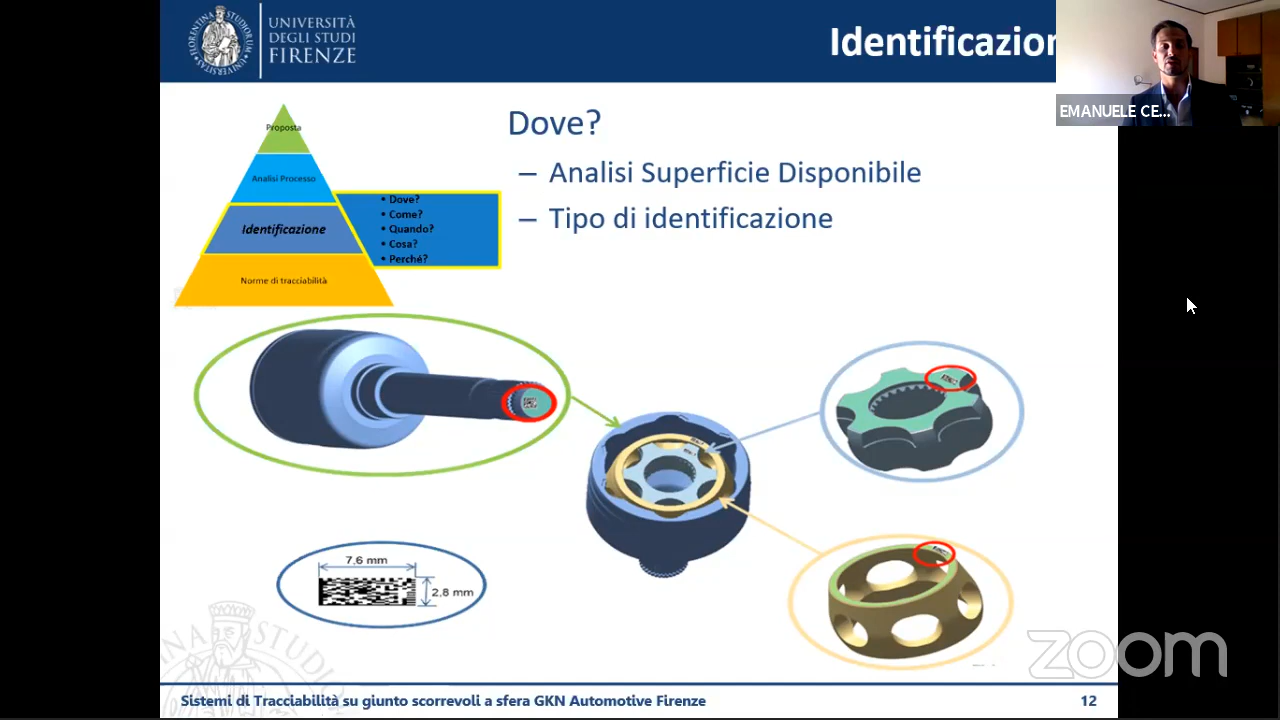 UNIVERSITÀ
DEGLI STUDI
FIRENZE
EMANUELE CE...
Proposta
Analisi Processo
Identificazione
Norme di tracciabilità
• Dove?
• Come?
• Quando?
• Cosa?
• Perché?
Dove?
– Analisi Superficie Disponibile
– Tipo di identificazione
7,6 mm
2,8 mm
zoom
Sistemi di Tracciabilità su giunto scorrevoli a sfera GKN Automotive Firenze
12